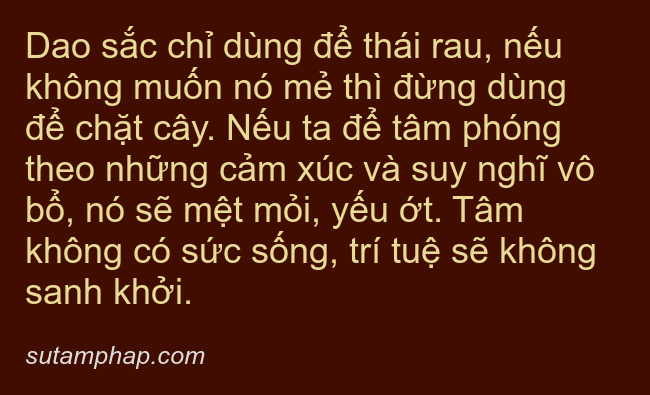 Dao sắc chỉ dùng để thái rau, nếu
không muốn nó mẻ thì đừng dùng
để chặt cây. Nếu ta để tâm phóng
theo những cảm xúc và suy nghĩ vô
bổ, nó sẽ mệt mỏi, yếu ớt. Tâm
không có sức sống, trí tuệ sẽ không
sanh khởi.
sutamphap.com